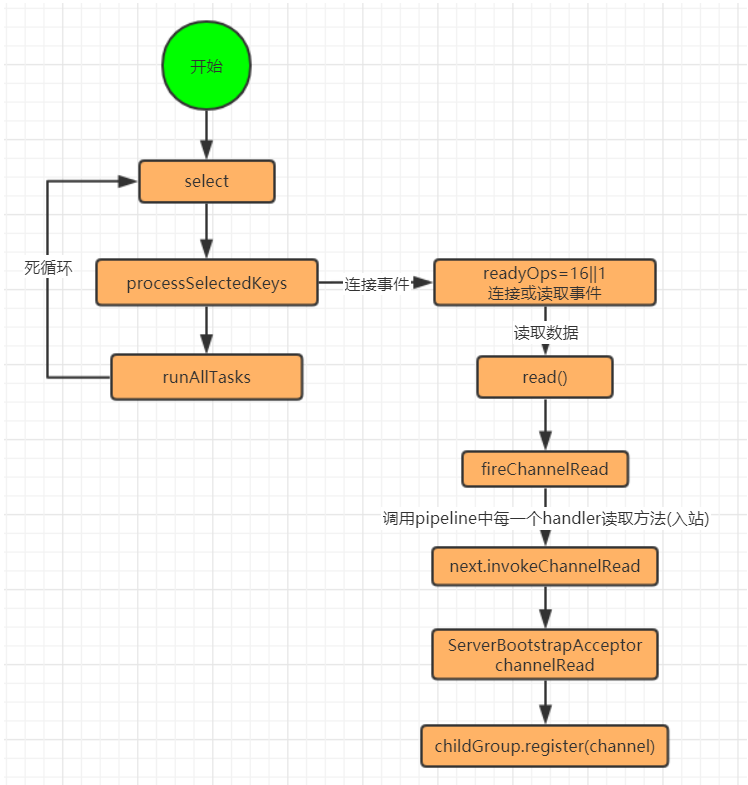 开始
select
死循环
processSelectedKeys
连接事件
readyOps=16||1
连接或读取事件
读取数据
runAllTasks
read()
fireChannelRead
调用pipeline中每一个handler读取方法(入站)
next.invokeChannelRead
ServerBootstrapAcceptor
channelRead
childGroup.register(channel)